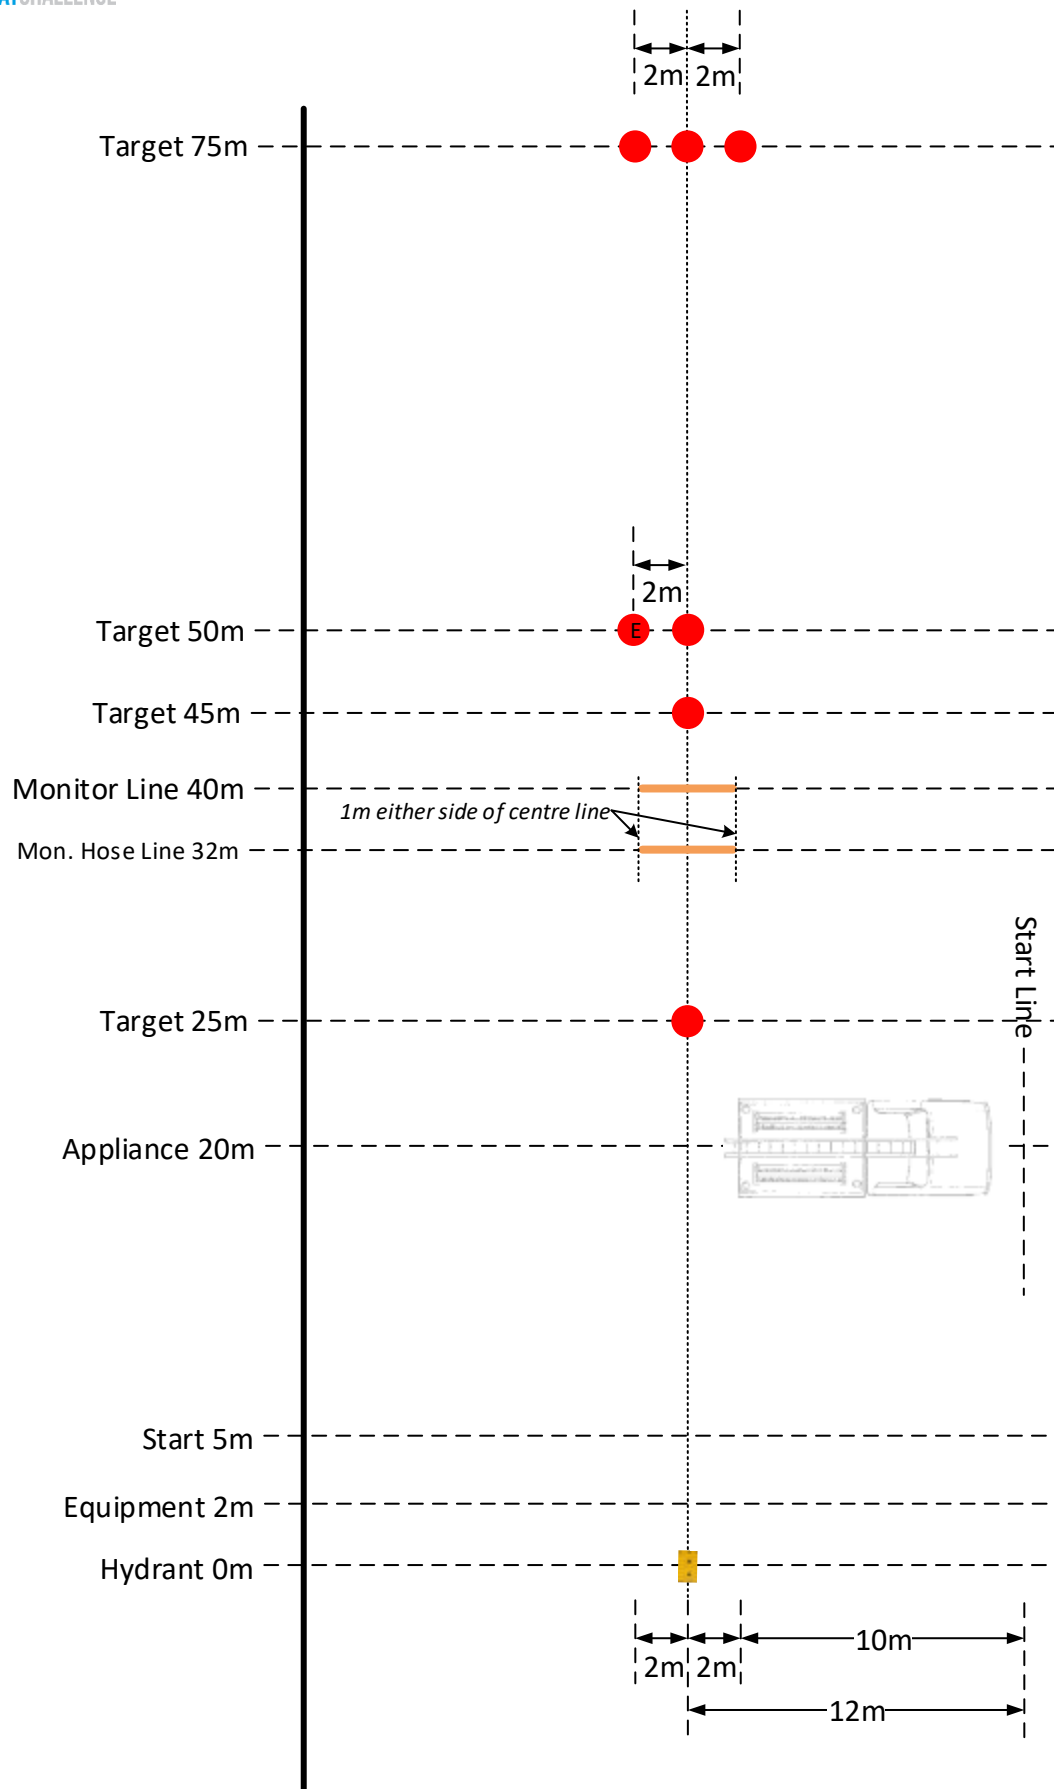 2m 2m
Target 75m
2m
Target 50m
E
Target 45m
Monitor Line 40m
1m either side of centre line
Mon. Hose Line 32m
Start Line
Target 25m
Appliance 20m
Start 5m
Equipment 2m
Hydrant 0m
10m
2m 2m
12m